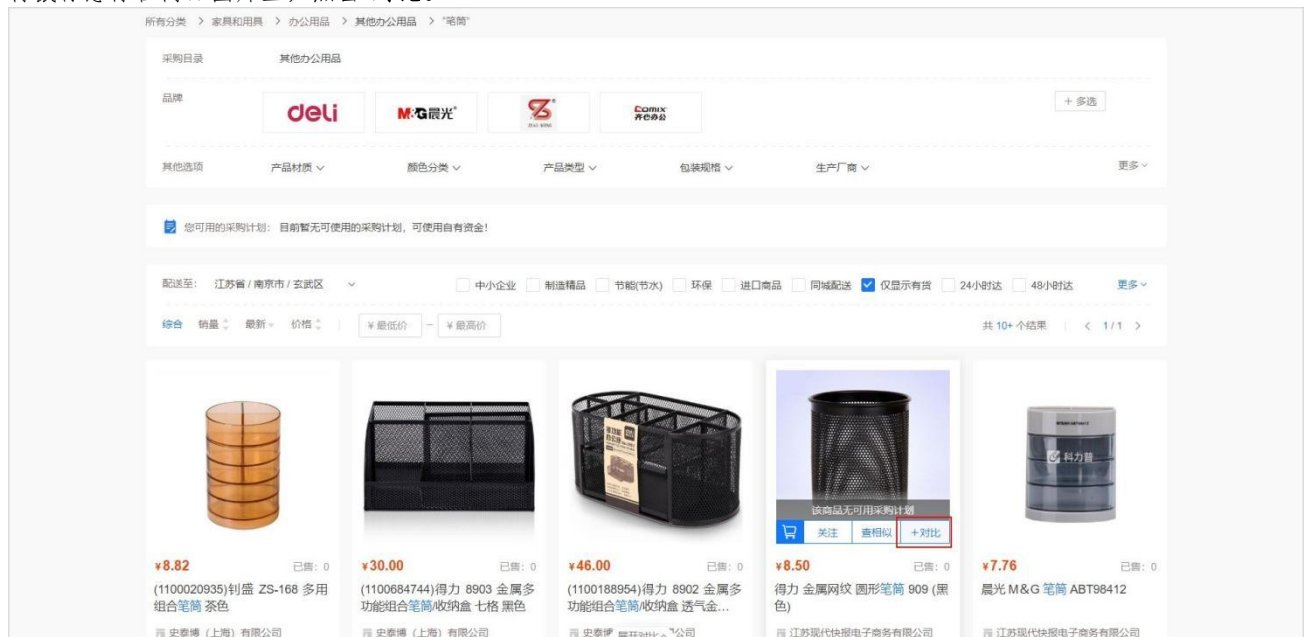 所有分类 > 家具和用具 > 办公用品 > 其他办公用品 > "笔筒"
采购目录 其他办公用品
品牌 deli M&G晨光 COMIX 齐心办公 + 多选
其他选项 产品材质 颜色分类 产品类型 包装规格 生产厂商 更多
您可用的采购计划: 目前暂无可使用的采购计划, 可使用自有资金!
配送至: 江苏省 / 南京市 / 玄武区 中小企业 制造精品 节能(节水) 环保 进口商品 同城配送 仅显示有货 24小时达 48小时达 更多
综合 销量 最新 价格 ¥ 最低价 - ¥ 最高价 共 10+ 个结果 < 1 / 1 >
科力普
该商品无可用采购计划
关注 查相似 +对比
¥8.82 已售: 0 ¥30.00 已售: 0 ¥46.00 已售: 0 ¥8.50 已售: 0 ¥7.76 已售: 0
(1100020935)钊盛 ZS-168 多用 (1100684744)得力 8903 金属多 (1100188954)得力 8902 金属多 得力 金属网纹 圆形笔筒 909 (黑 晨光 M&G 笔筒 ABT98412
组合笔筒 茶色 功能组合笔筒/收纳盒 七格 黑色 功能组合笔筒/收纳盒 透气金... 色)
史泰博 (上海) 有限公司 史泰博 (上海) 有限公司 史泰博 展开对比 公司 江苏现代快报电子商务有限公司 江苏现代快报电子商务有限公司